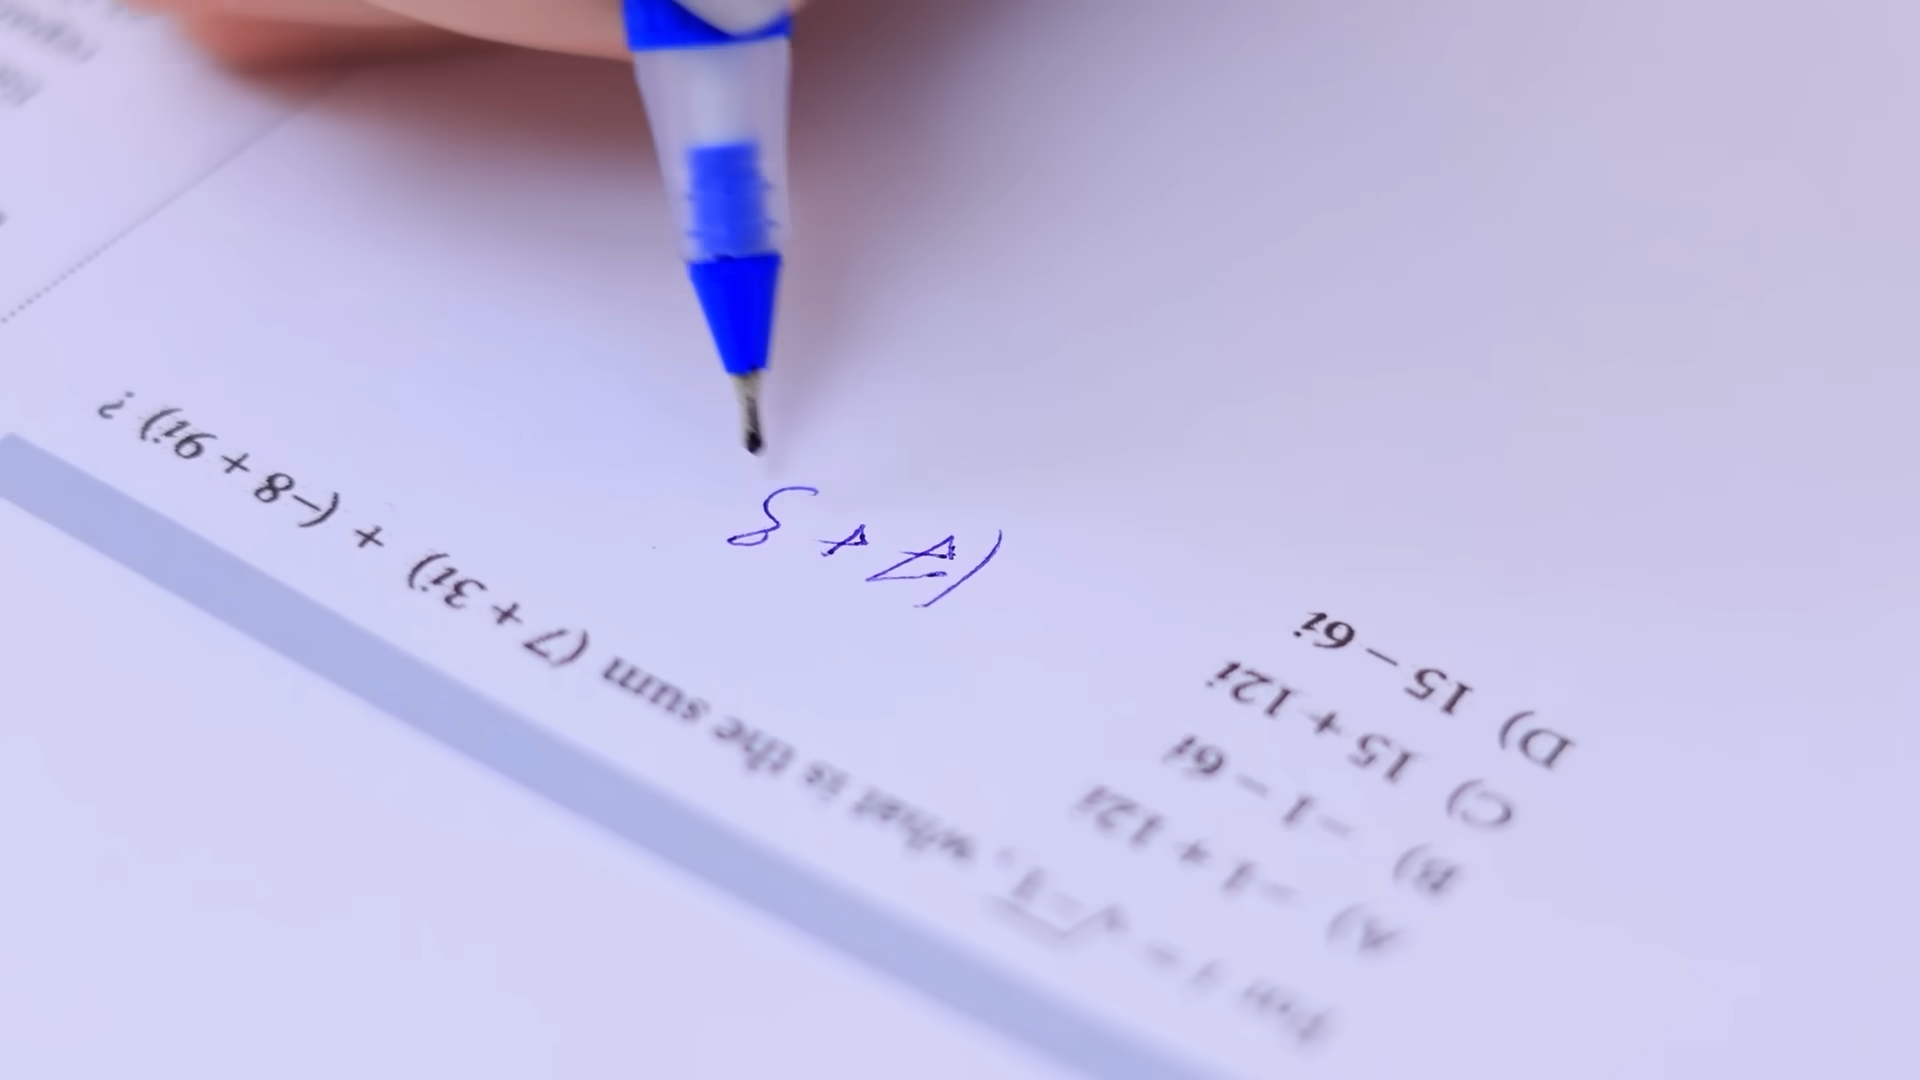 For i = √−1, what is the sum (7 + 3i) + (−8 + 9i) ?
A) −1 + 12i
B) −1 − 6i
C) 15 + 12i
D) 15 − 6i
(7+